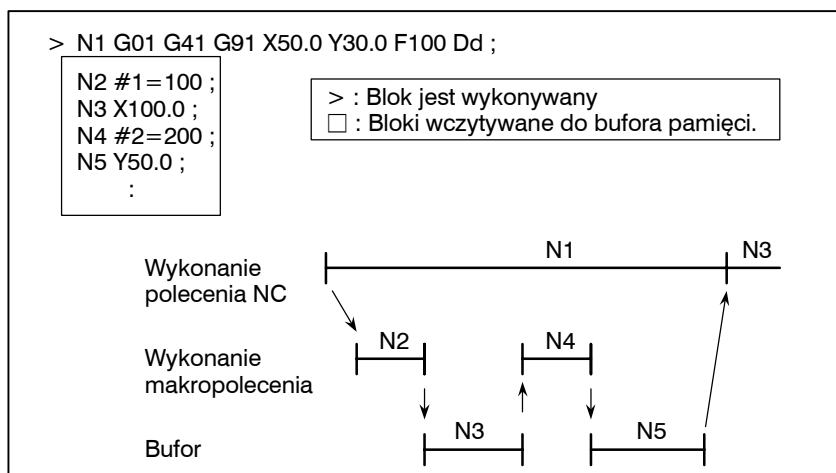 > N1 G01 G41 G91 X50.0 Y30.0 F100 Dd ;
N2 #1=100 ;
N3 X100.0 ;
N4 #2=200 ;
N5 Y50.0 ;
:
> : Blok jest wykonywany
□ : Bloki wczytywane do bufora pamięci.
N1 N3
Wykonanie
polecenia NC
N2 N4
Wykonanie
makropolecenia
N3 N5
Bufor